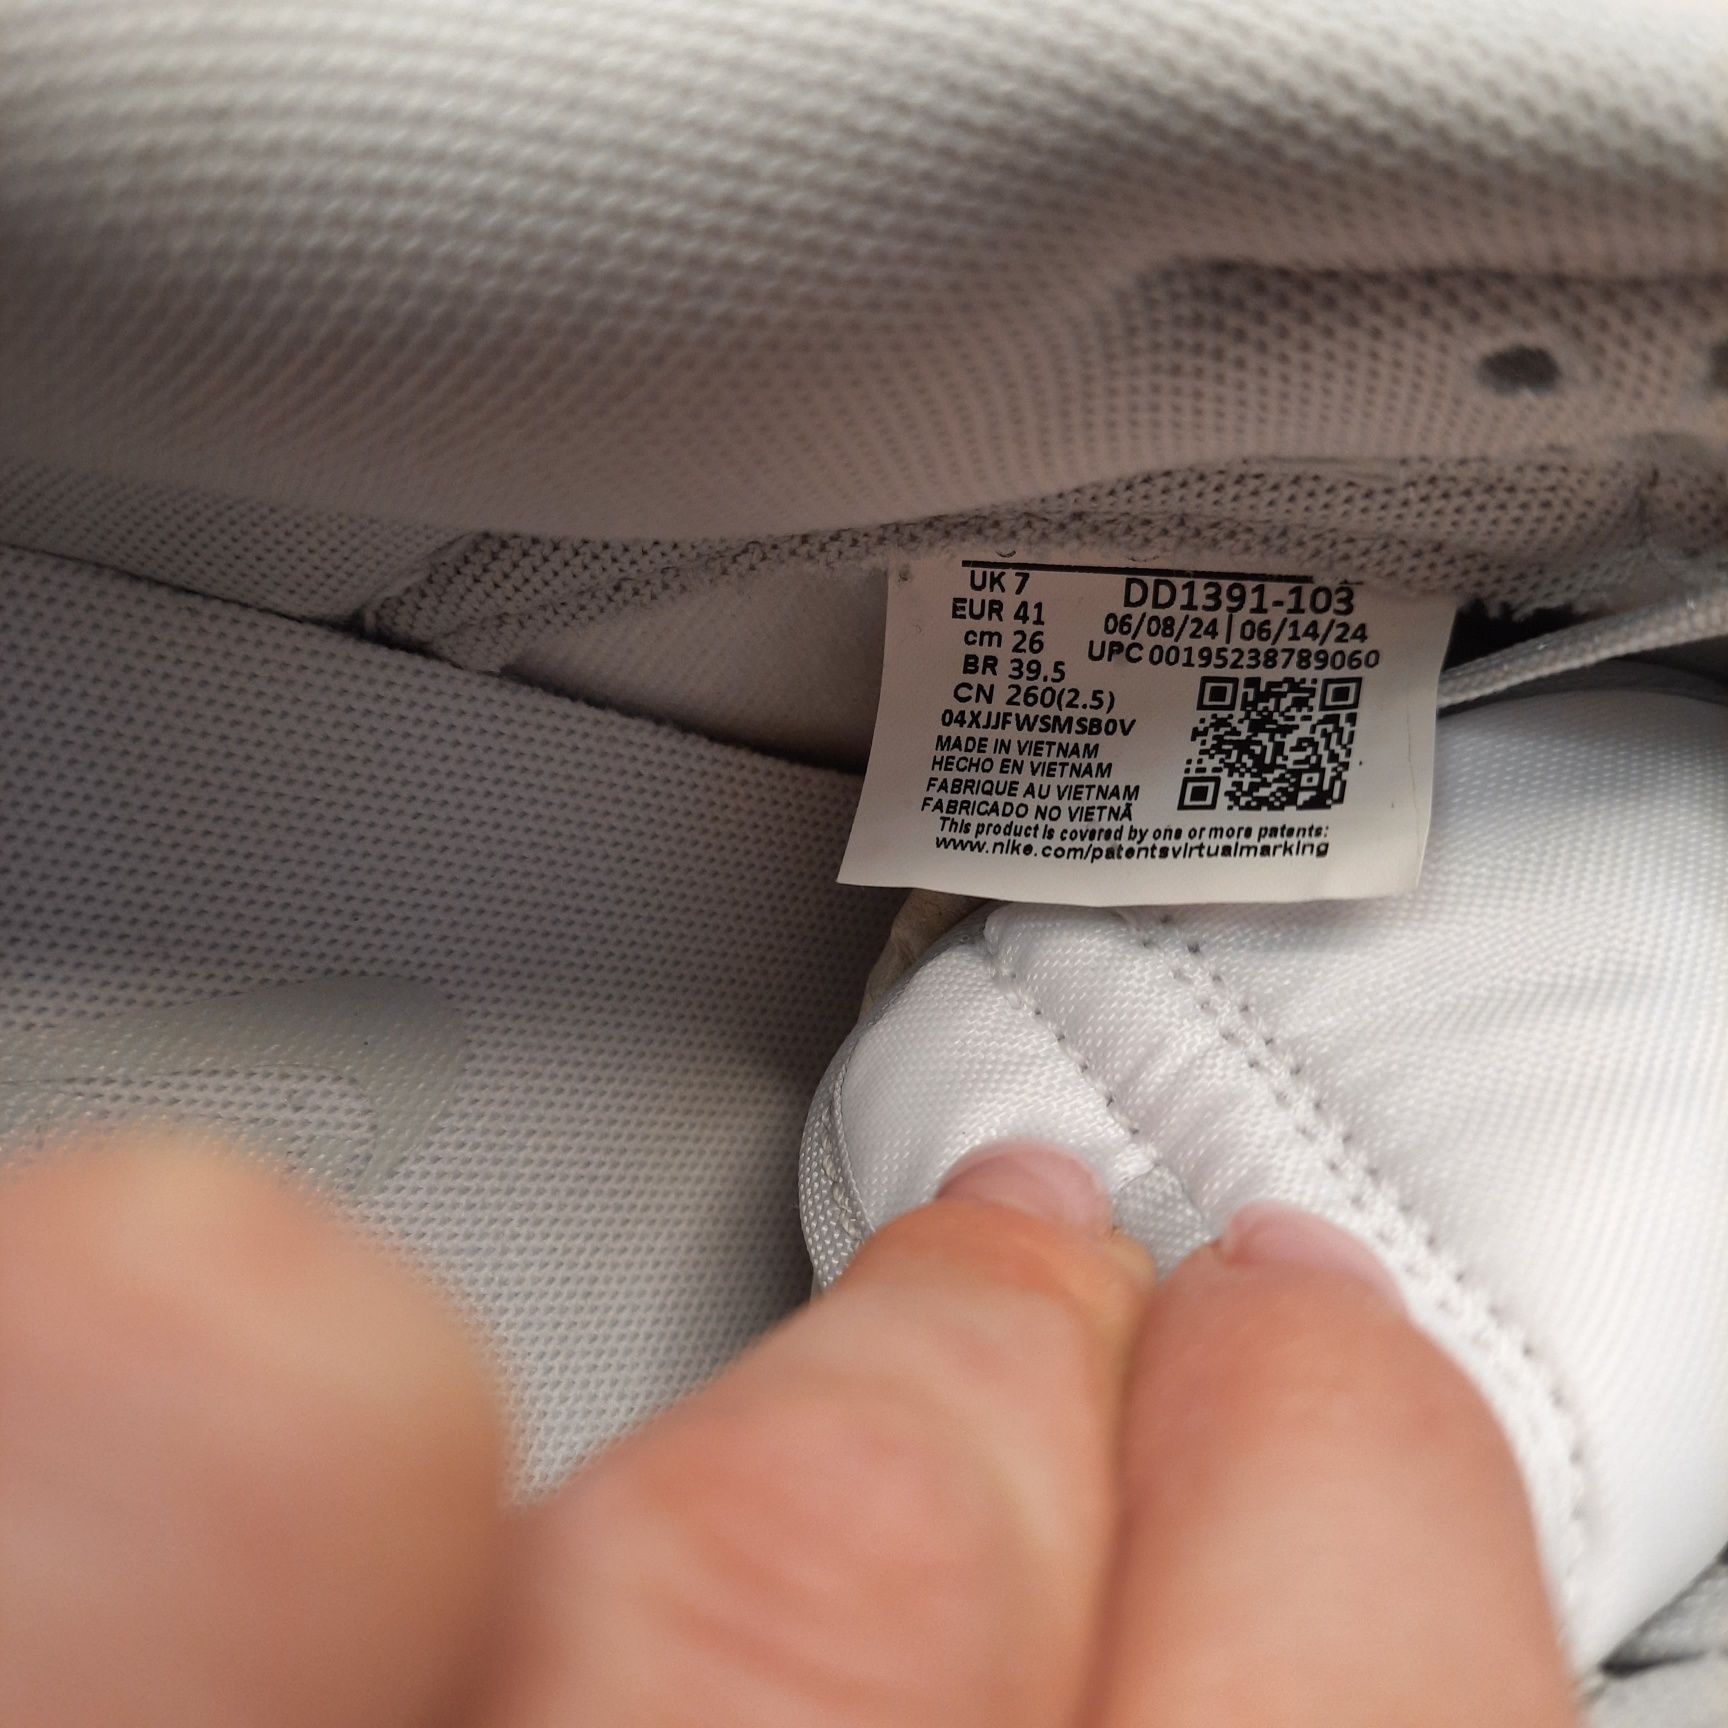 UK 7
EUR 41
cm 26
BR 39.5
CN 260(2.5)
04XJJFWSMSB0V
DD1391-103
06/08/24 | 06/14/24
UPC 00195238789060
MADE IN VIETNAM
HECHO EN VIETNAM
FABRIQUE AU VIETNAM
FABRICADO NO VIETNÃ
This product is covered by one or more patents:
www.nike.com/patentsvirtualmarking